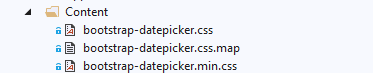 Content
bootstrap-datepicker.css
bootstrap-datepicker.css.map
bootstrap-datepicker.min.css